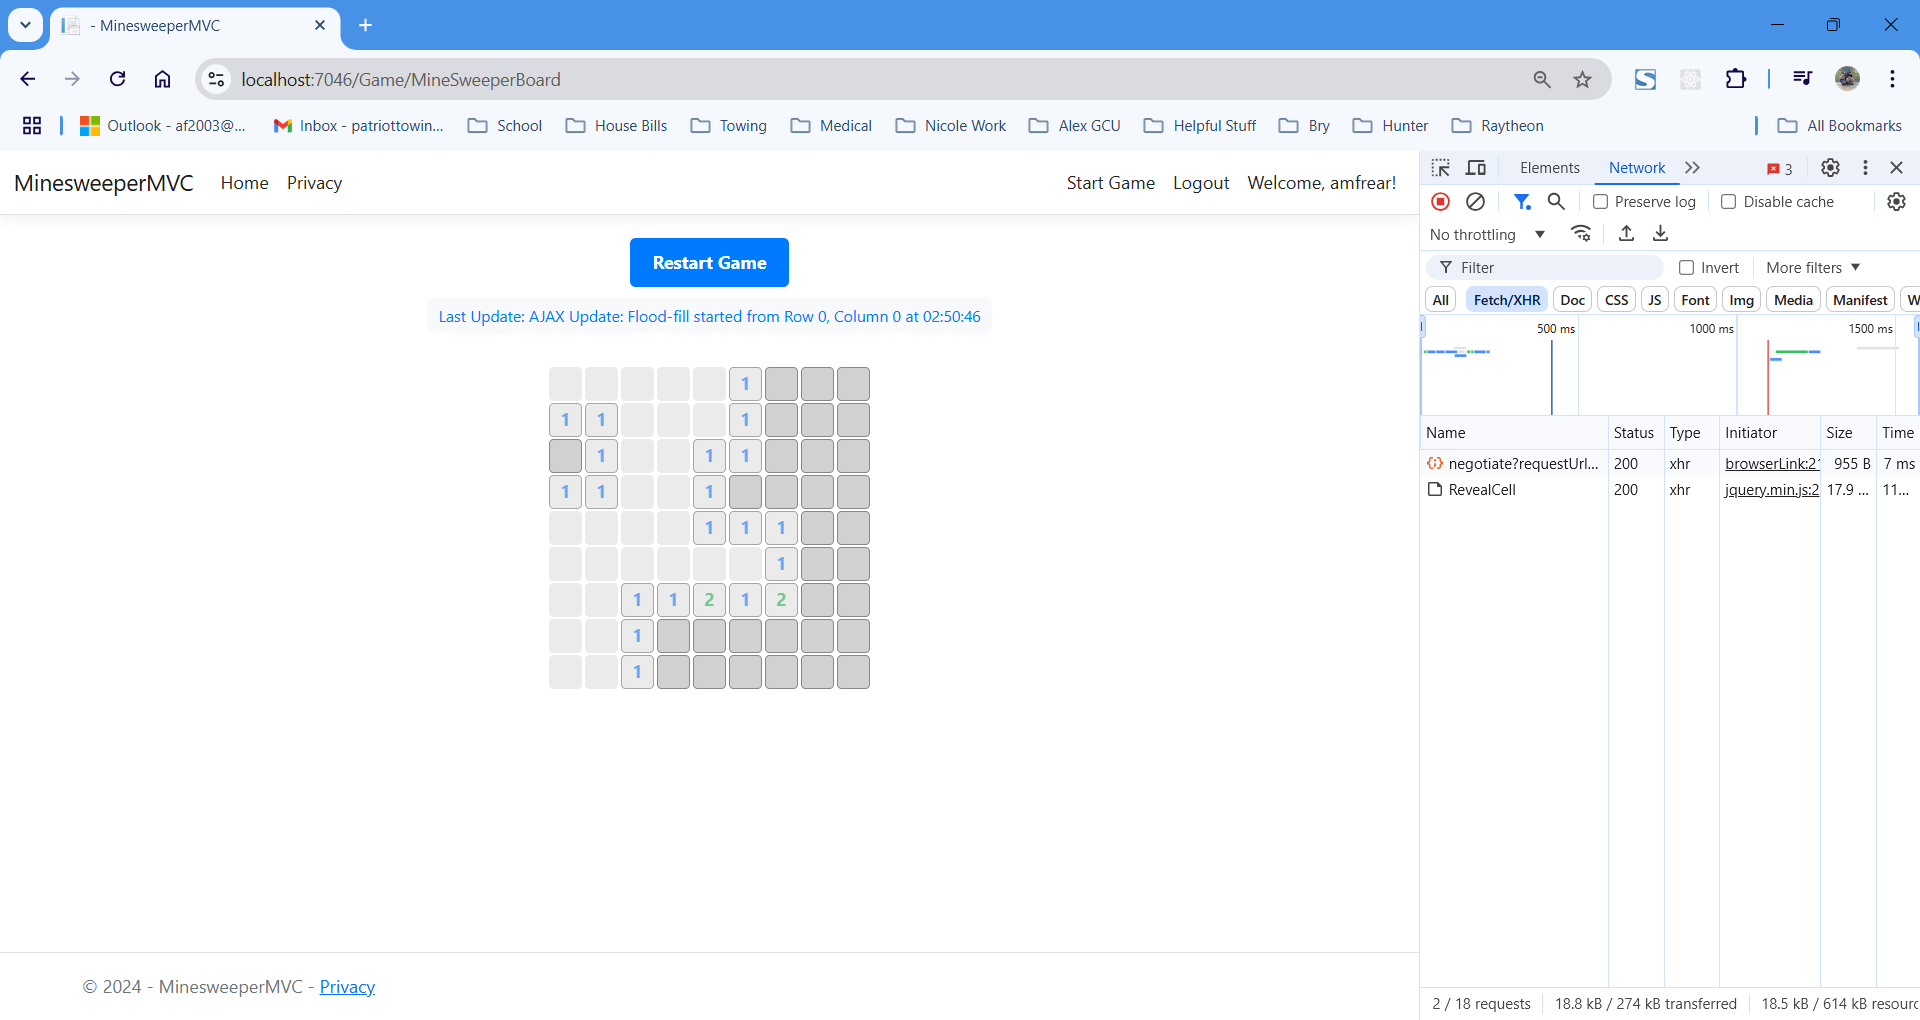 - MinesweeperMVC
localhost:7046/Game/MineSweeperBoard
Outlook - af2003@...
Inbox - patriottowin...
School
House Bills
Towing
Medical
Nicole Work
Alex GCU
Helpful Stuff
Bry
Hunter
Raytheon
All Bookmarks
MinesweeperMVC Home Privacy Start Game Logout Welcome, amfrear!
Restart Game
Last Update: AJAX Update: Flood-fill started from Row 0, Column 0 at 02:50:46
1
1 1 1
1 1 1
1 1 1
1 1 1
1
1 1 2 1 2
1
1
© 2024 - MinesweeperMVC - Privacy
Elements Network 3
Preserve log Disable cache
No throttling
Filter Invert More filters
All Fetch/XHR Doc CSS JS Font Img Media Manifest W
500 ms 1000 ms 1500 ms
Name Status Type Initiator Size Time
negotiate?requestUrl... 200 xhr browserLink:21 955 B 7 ms
RevealCell 200 xhr jquery.min.js:2 17.9 ... 11...
2 / 18 requests 18.8 kB / 274 kB transferred 18.5 kB / 614 kB resourc